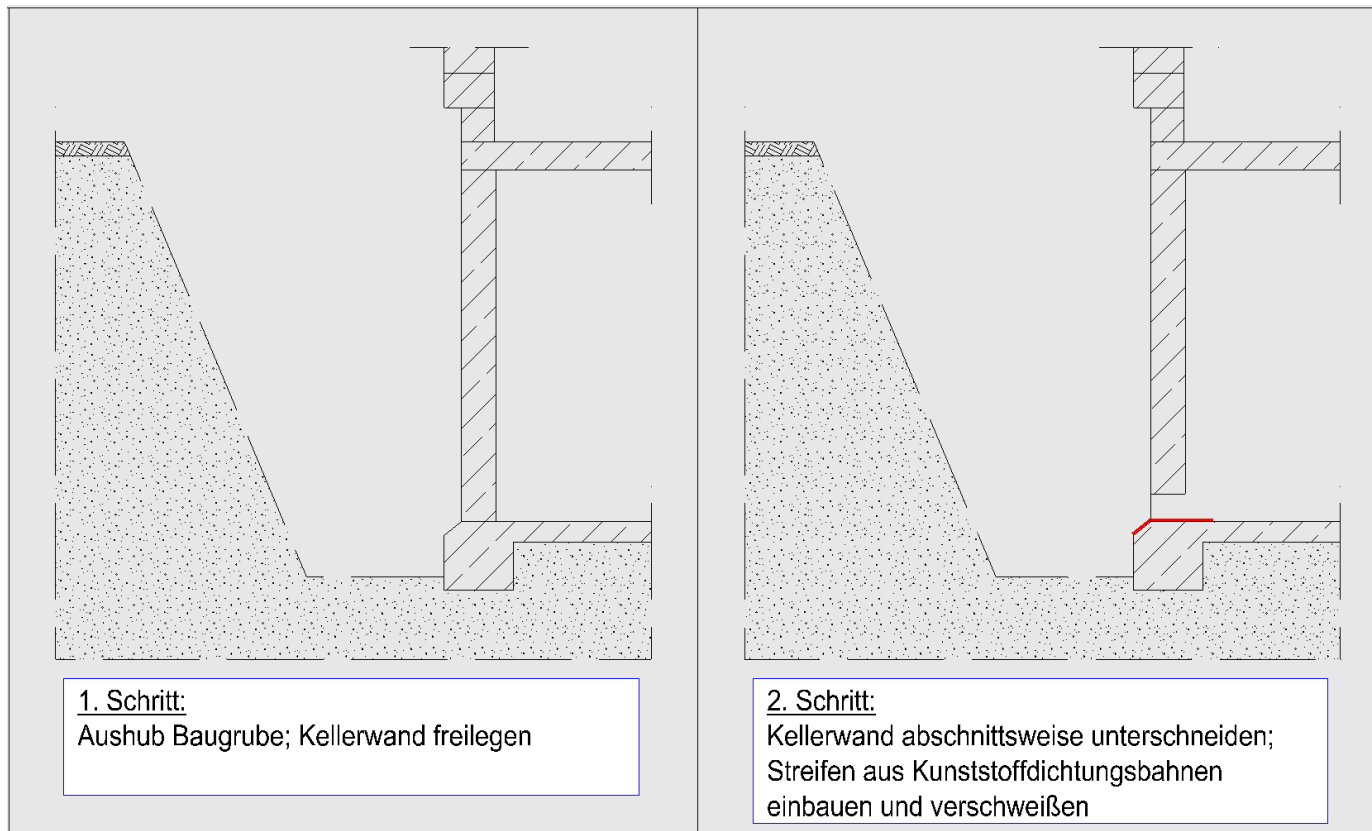 1. Schritt:
Aushub Baugrube; Kellerwand freilegen
2. Schritt:
Kellerwand abschnittsweise unterschneiden;
Streifen aus Kunststoffdichtungsbahnen
einbauen und verschweißen